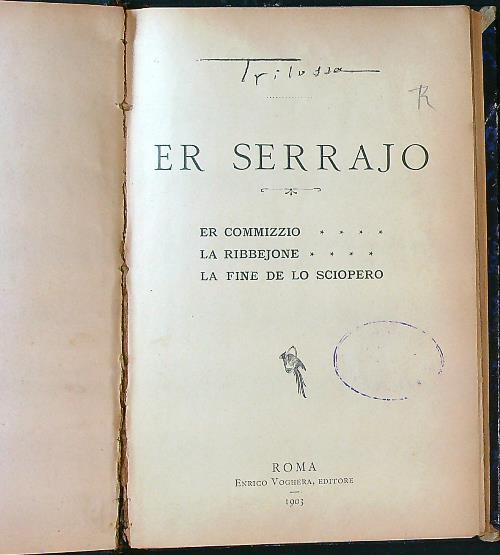 Trilussa
ER SERRAJO
ER COMMIZZIO * * * *
LA RIBBEJONE * * * *
LA FINE DE LO SCIOPERO
ROMA
ENRICO VOGHERA, EDITORE
1903